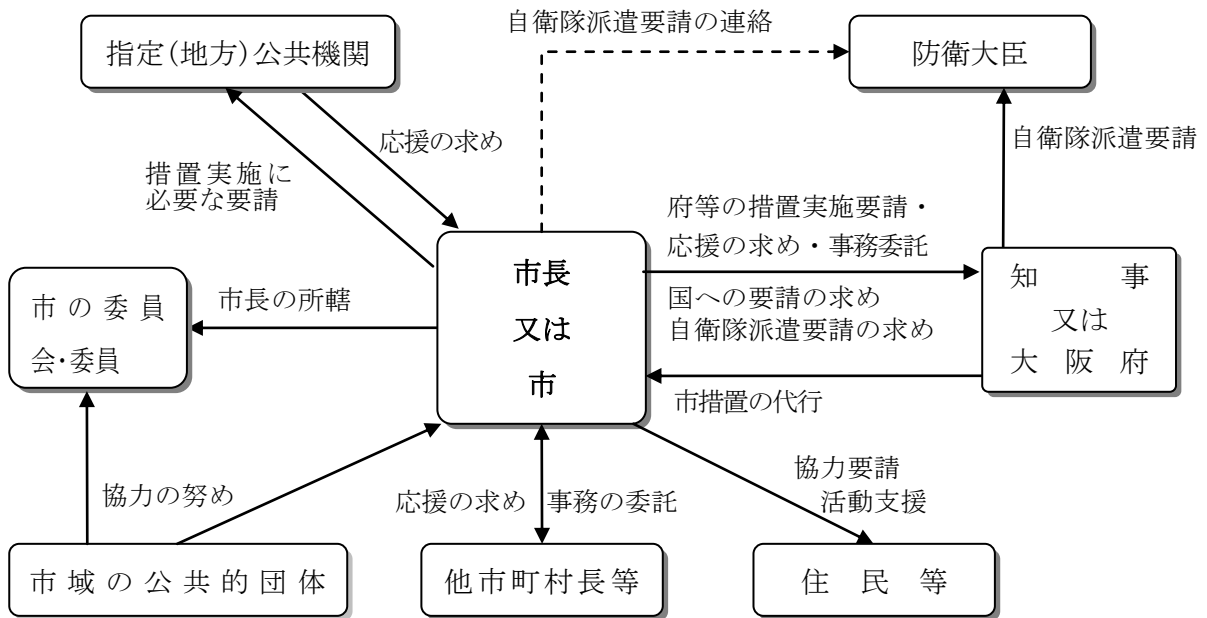 自衛隊派遣要請の連絡
指定(地方)公共機関
防衛大臣
応援の求め
自衛隊派遣要請
措置実施に
必要な要請
府等の措置実施要請・
応援の求め・事務委託
市長
又は
市
知事
又は
大阪府
国への要請の求め
自衛隊派遣要請の求め
市の委員
会・委員
市長の所轄
市措置の代行
協力の努め
応援の求め
事務の委託
協力要請
活動支援
市域の公共的団体
他市町村長等
住民等